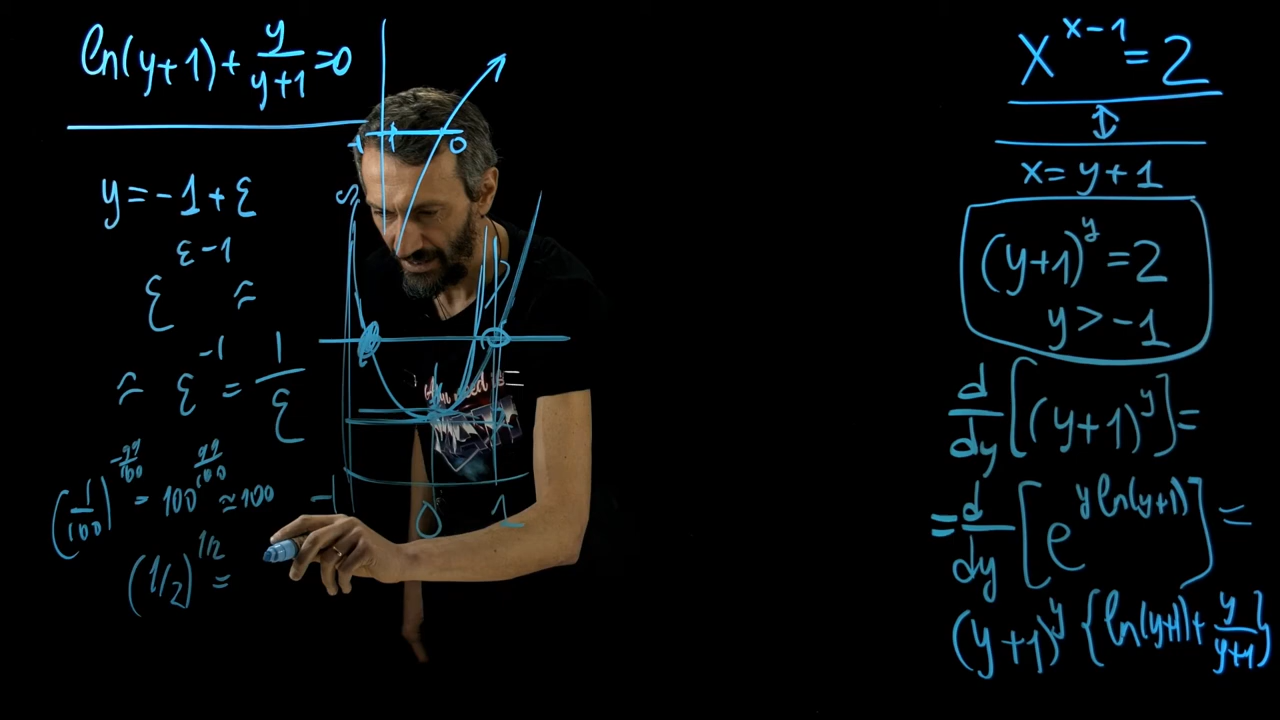 ln(y+1)+y/(y+1)=0
y=-1+ε
ε^(ε-1) ≈
≈ ε^(-1) = 1/ε
(1/100)^(-99/100) = 100^(99/100) ≃ 100
(1/2)^(1/2) =
-1 0
-1 0 1
x^(x-1) = 2
⇕
x = y+1
(y+1)^y = 2
y > -1
d/dy [(y+1)^y] =
= d/dy [e^(y ln(y+1))] =
(y+1)^y {ln(y+1) + y/(y+1)}